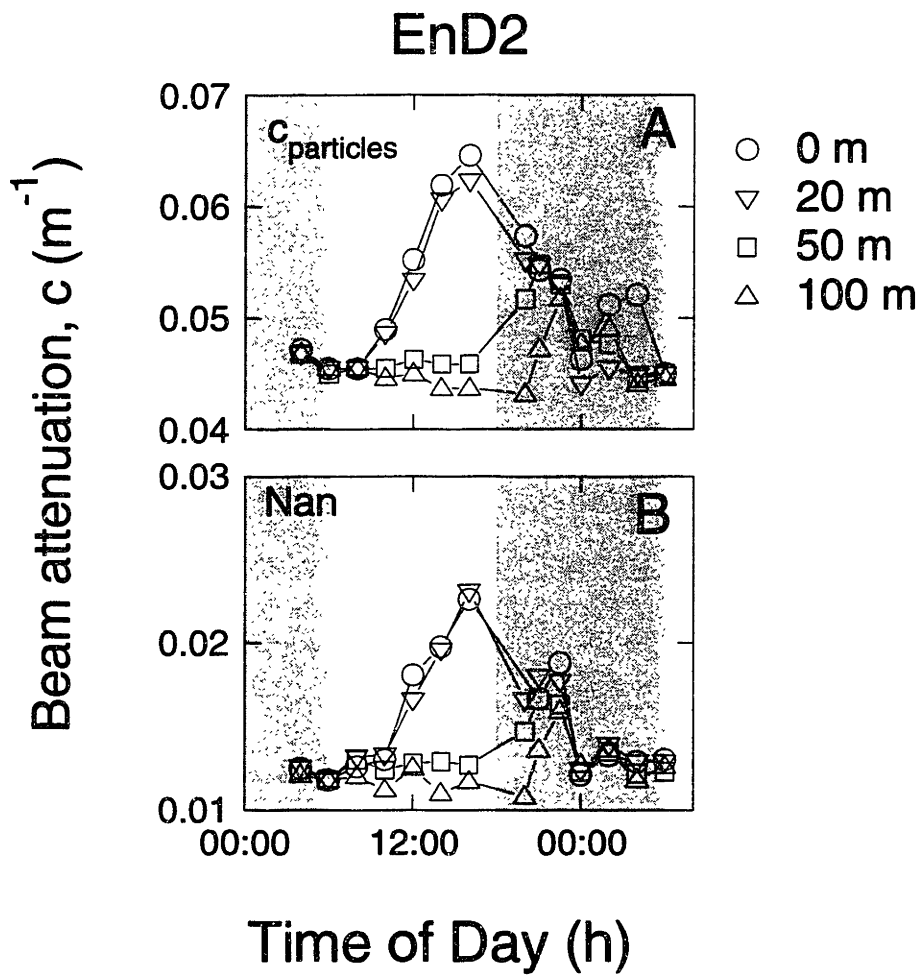 EnD2
0.07
c particles
A
0.06
0.05
0.04
0 m
20 m
50 m
100 m
Beam attenuation, c (m⁻¹)
0.03
Nan
B
0.02
0.01
00:00 12:00 00:00
Time of Day (h)